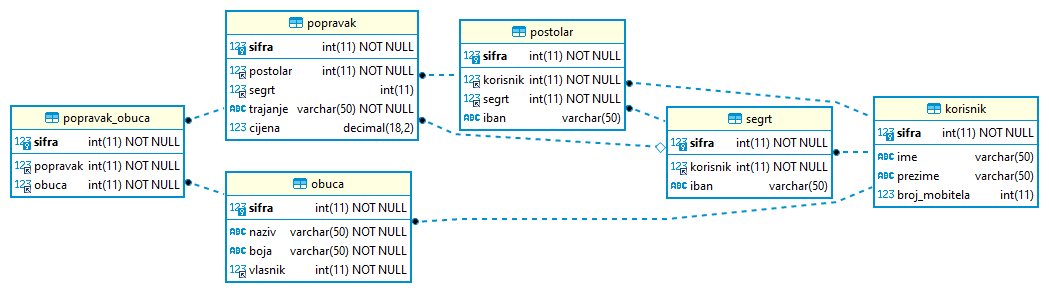 popravak
123 sifra int(11) NOT NULL
123 postolar int(11) NOT NULL
123 segrt int(11)
ABC trajanje varchar(50) NOT NULL
123 cijena decimal(18,2)
postolar
123 sifra int(11) NOT NULL
123 korisnik int(11) NOT NULL
123 segrt int(11) NOT NULL
ABC iban varchar(50)
popravak_obuca
123 sifra int(11) NOT NULL
123 popravak int(11) NOT NULL
123 obuca int(11) NOT NULL
segrt
123 sifra int(11) NOT NULL
123 korisnik int(11) NOT NULL
ABC iban varchar(50)
korisnik
123 sifra int(11) NOT NULL
ABC ime varchar(50)
ABC prezime varchar(50)
123 broj_mobitela int(11)
obuca
123 sifra int(11) NOT NULL
ABC naziv varchar(50) NOT NULL
ABC boja varchar(50) NOT NULL
123 vlasnik int(11) NOT NULL